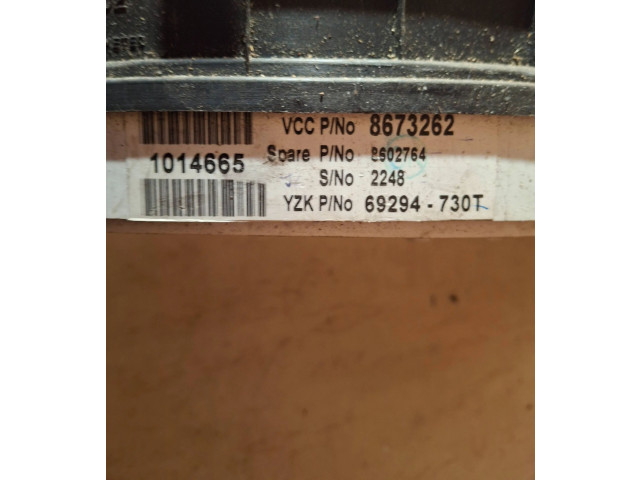 VCC P/No 8673262
1014665
Spare P/No 8602764
S/No 2248
YZK P/No 69294-730T